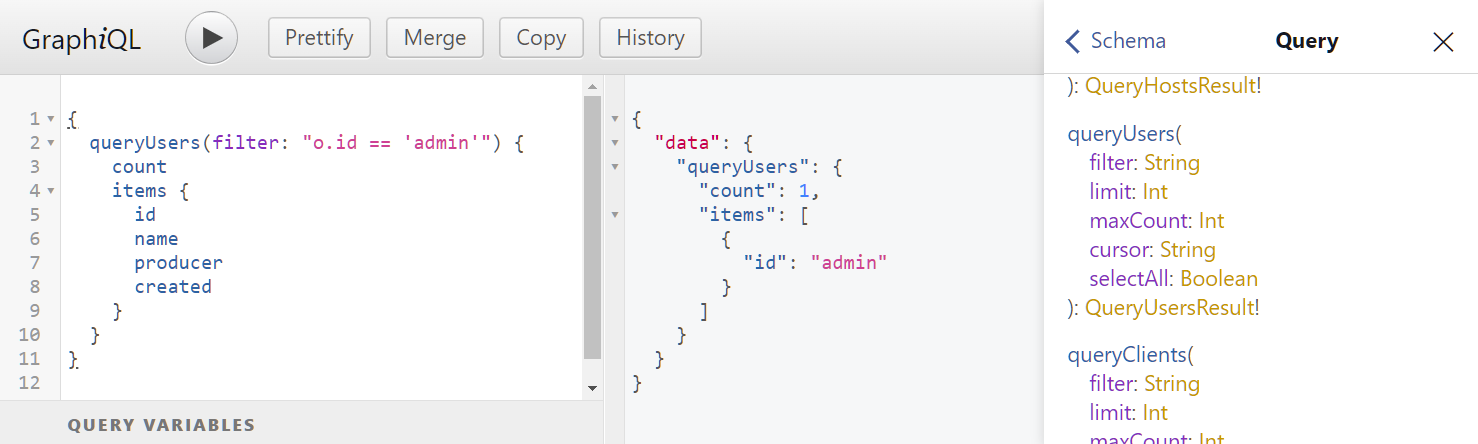 GraphiQL
Prettify
Merge
Copy
History
1 {
2 queryUsers(filter: "o.id == 'admin'") {
3 count
4 items {
5 id
6 name
7 producer
8 created
9 }
10 }
11 }
12
QUERY VARIABLES
{
"data": {
"queryUsers": {
"count": 1,
"items": [
{
"id": "admin"
}
]
}
}
}
Schema
Query
): QueryHostsResult!
queryUsers(
filter: String
limit: Int
maxCount: Int
cursor: String
selectAll: Boolean
): QueryUsersResult!
queryClients(
filter: String
limit: Int
maxCount: Int